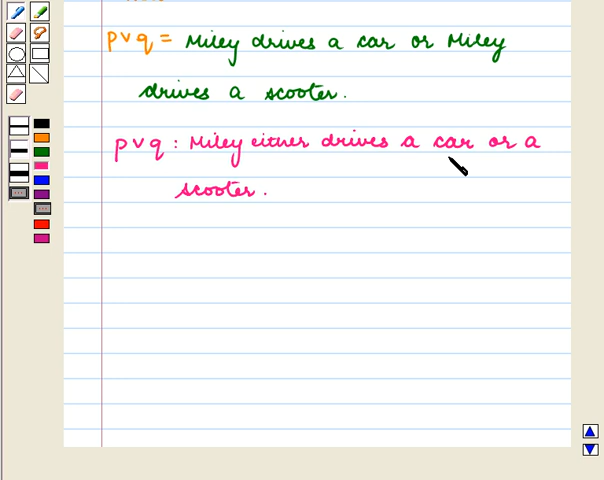 p∨q = Miley drives a car or Miley
drives a scooter.
p∨q : Miley either drives a car or a
scooter.